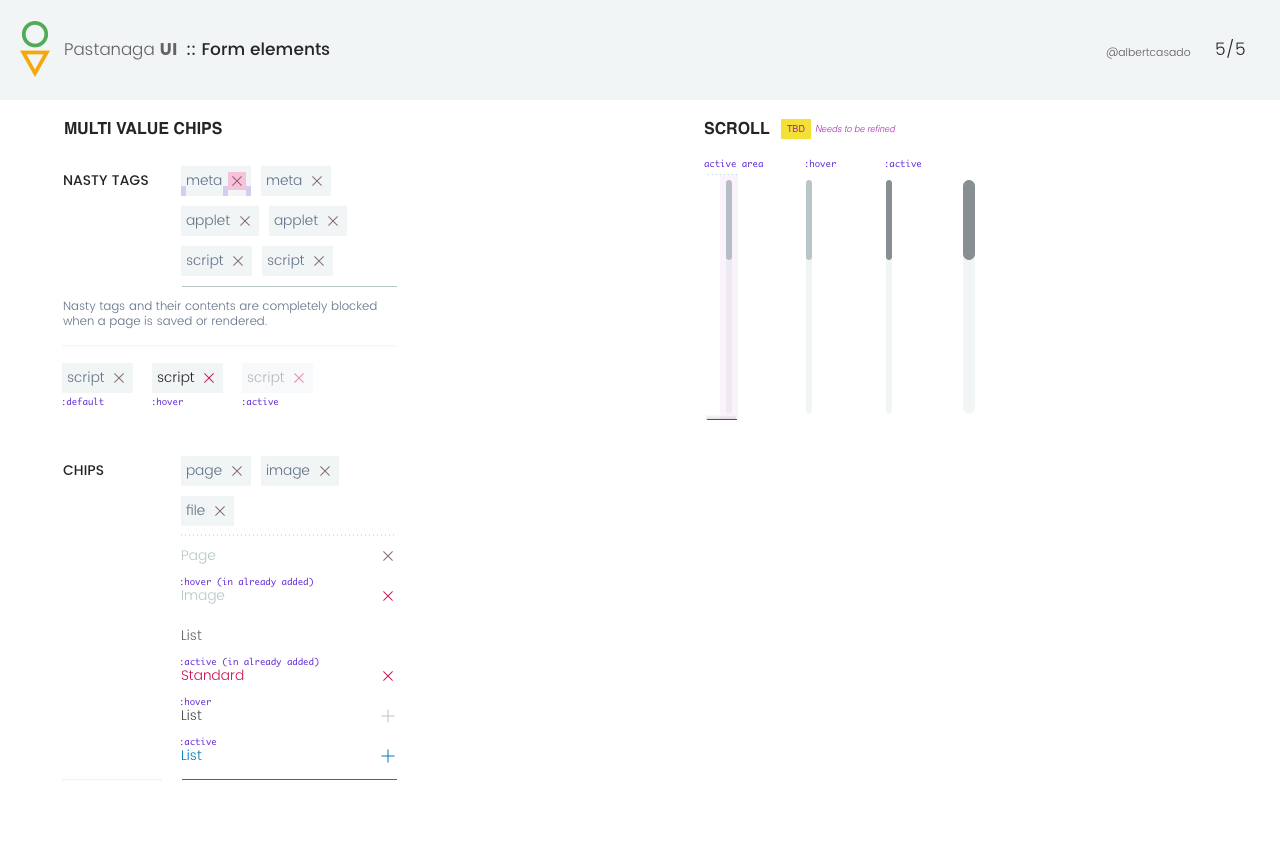 Pastanaga UI :: Form elements
@albertcasado 5/5
MULTI VALUE CHIPS
NASTY TAGS
meta meta
applet applet
script script
Nasty tags and their contents are completely blocked
when a page is saved or rendered.
script script script
:default :hover :active
CHIPS
page image
file
Page
:hover (in already added)
Image
List
:active (in already added)
Standard
:hover
List
:active
List
SCROLL TBD Needs to be refined
active area :hover :active